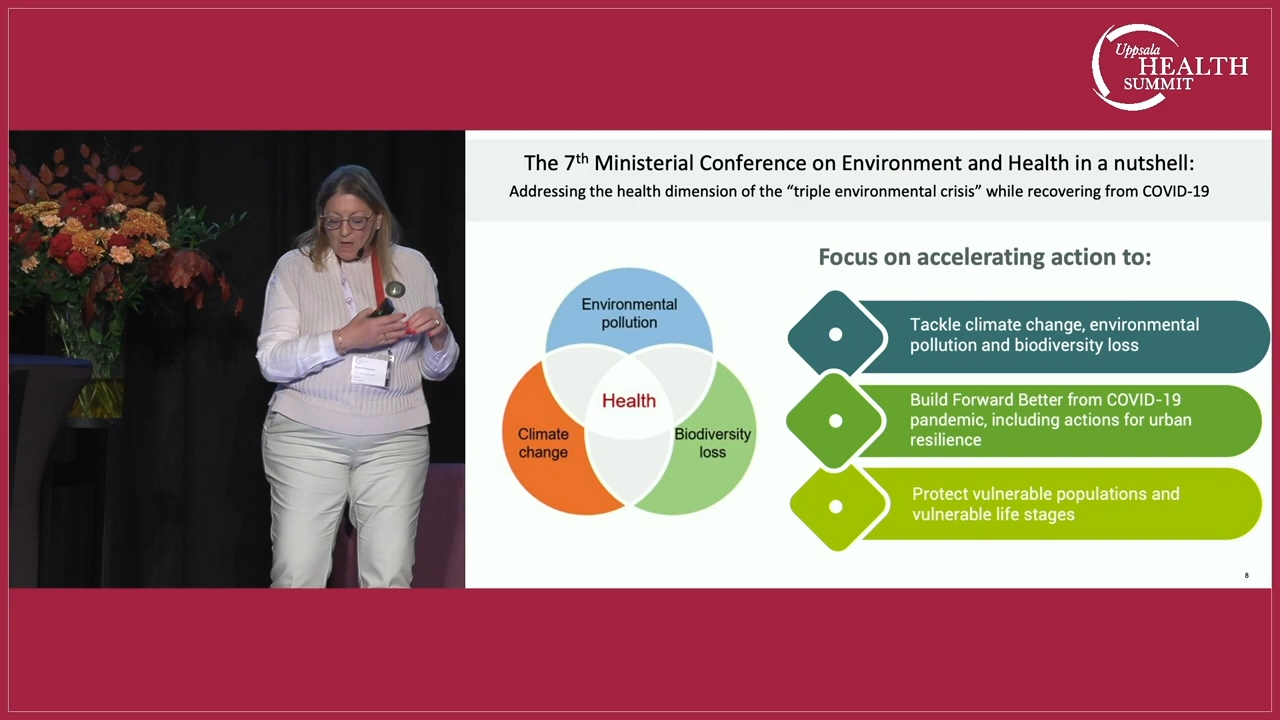 Uppsala
HEALTH
SUMMIT
The 7th Ministerial Conference on Environment and Health in a nutshell:
Addressing the health dimension of the “triple environmental crisis” while recovering from COVID-19
Environmental
pollution
Health
Climate
change
Biodiversity
loss
Focus on accelerating action to:
Tackle climate change, environmental
pollution and biodiversity loss
Build Forward Better from COVID-19
pandemic, including actions for urban
resilience
Protect vulnerable populations and
vulnerable life stages
8